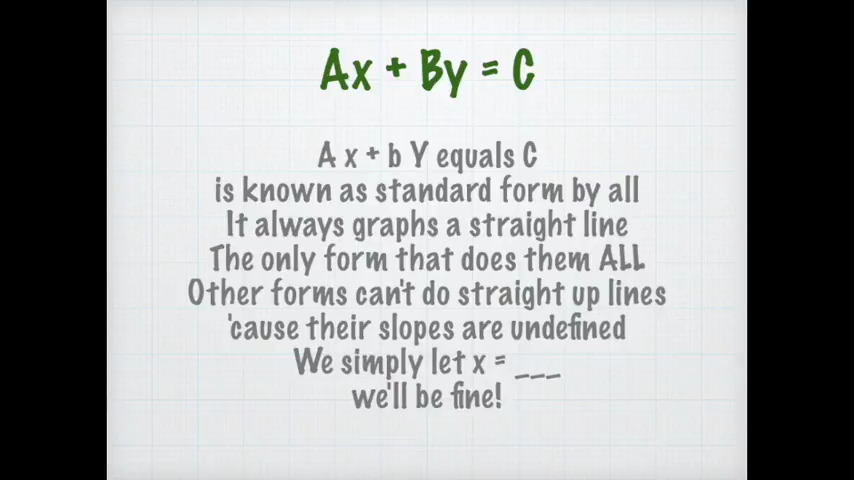 Ax + By = C
A x + b Y equals C
is known as standard form by all
It always graphs a straight line
The only form that does them ALL
Other forms can't do straight up lines
'cause their slopes are undefined
We simply let x = ___
we'll be fine!